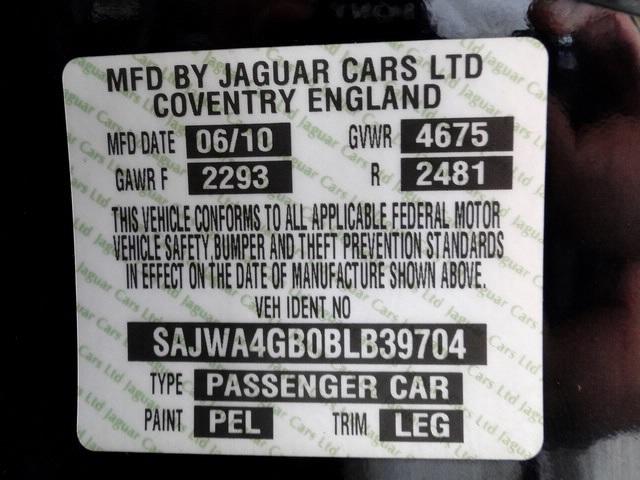 MFD BY JAGUAR CARS LTD
COVENTRY ENGLAND
MFD DATE 06/10 GVWR 4675
GAWR F 2293 R 2481
THIS VEHICLE CONFORMS TO ALL APPLICABLE FEDERAL MOTOR
VEHICLE SAFETY, BUMPER AND THEFT PREVENTION STANDARDS
IN EFFECT ON THE DATE OF MANUFACTURE SHOWN ABOVE.
VEH IDENT NO
SAJWA4GB0BLB39704
TYPE PASSENGER CAR
PAINT PEL TRIM LEG